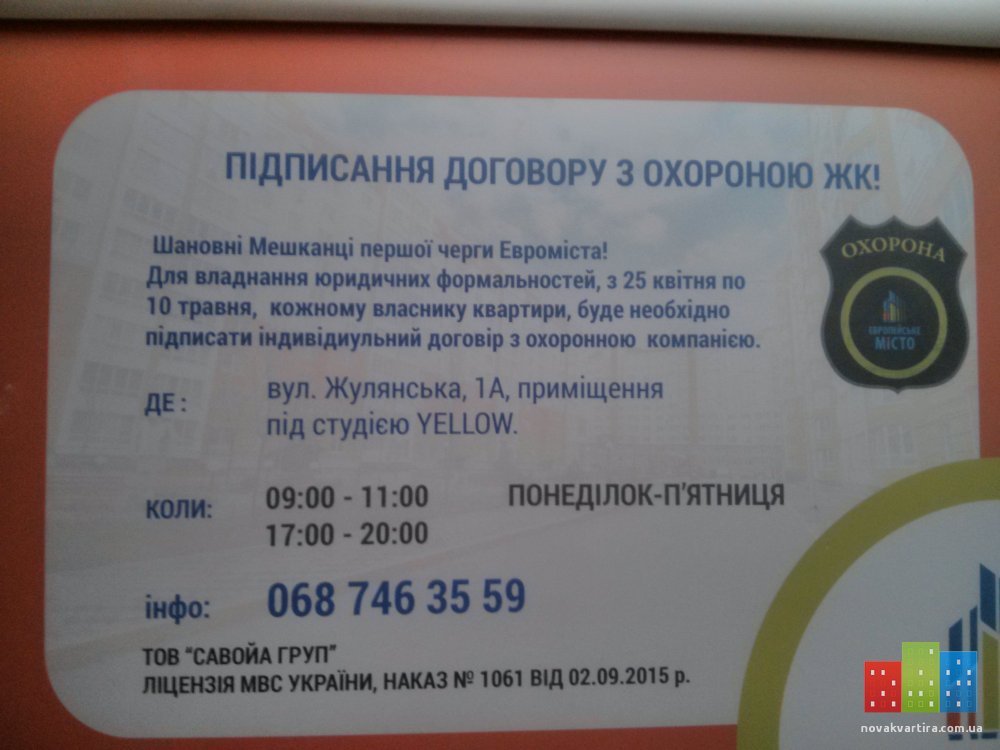 ПІДПИСАННЯ ДОГОВОРУ З ОХОРОНОЮ ЖК!
Шановні Мешканці першої черги Евроміста!
Для владнання юридичних формальностей, з 25 квітня по
10 травня, кожному власнику квартири, буде необхідно
підписати індивідиульний договір з охоронною компанією.
ОХОРОНА
ЕВРОПЕЙСЬКЕ
МІСТО
ДЕ :
вул. Жулянська, 1А, приміщення
під студією YELLOW.
КОЛИ:
09:00 - 11:00 ПОНЕДІЛОК-П'ЯТНИЦЯ
17:00 - 20:00
інфо:
068 746 35 59
ТОВ "САВОЙА ГРУП"
ЛІЦЕНЗІЯ МВС УКРАЇНИ, НАКАЗ № 1061 ВІД 02.09.2015 р.
novakvartira.com.ua